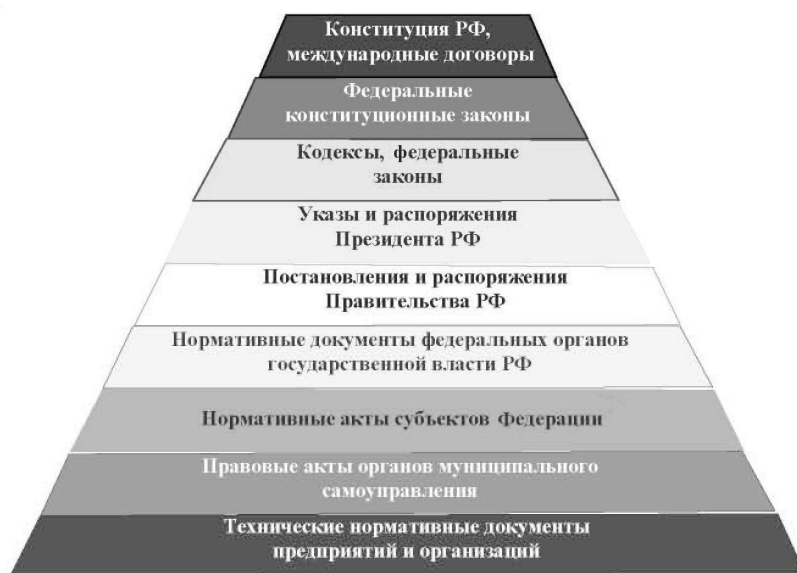 Конституция РФ,
международные договоры
Федеральные
конституционные законы
Кодексы, федеральные
законы
Указы и распоряжения
Президента РФ
Постановления и распоряжения
Правительства РФ
Нормативные документы федеральных органов
государственной власти РФ
Нормативные акты субъектов Федерации
Правовые акты органов муниципального
самоуправления
Технические нормативные документы
предприятий и организаций